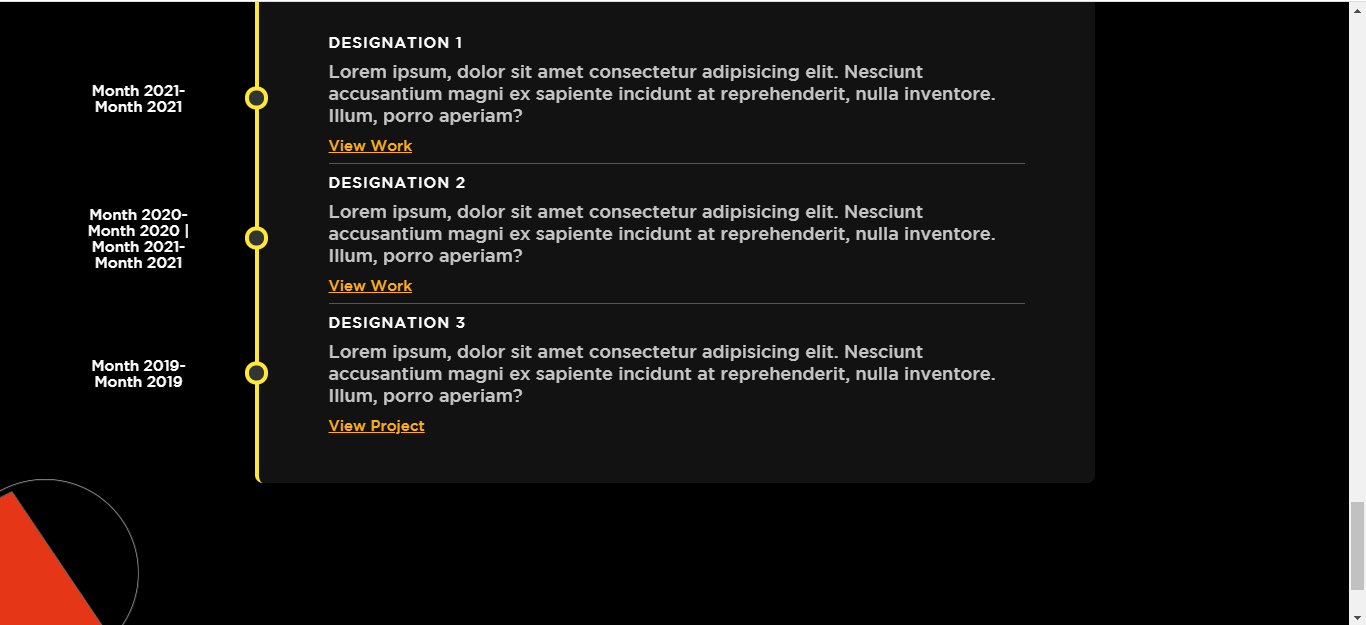 DESIGNATION 1
Lorem ipsum, dolor sit amet consectetur adipisicing elit. Nesciunt
accusantium magni ex sapiente incidunt at reprehenderit, nulla inventore.
Illum, porro aperiam?
View Work
Month 2021-
Month 2021
DESIGNATION 2
Lorem ipsum, dolor sit amet consectetur adipisicing elit. Nesciunt
accusantium magni ex sapiente incidunt at reprehenderit, nulla inventore.
Illum, porro aperiam?
View Work
Month 2020-
Month 2020 |
Month 2021-
Month 2021
DESIGNATION 3
Lorem ipsum, dolor sit amet consectetur adipisicing elit. Nesciunt
accusantium magni ex sapiente incidunt at reprehenderit, nulla inventore.
Illum, porro aperiam?
View Project
Month 2019-
Month 2019